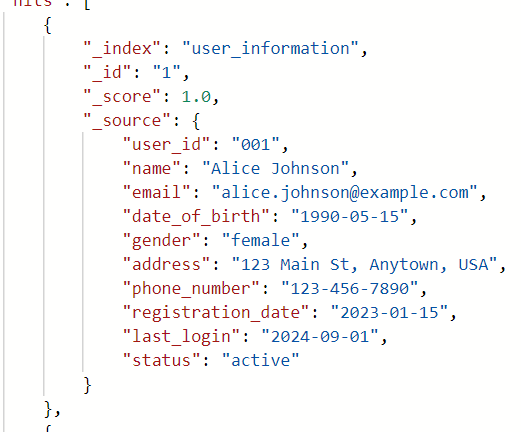 "hits": [
{
"_index": "user_information",
"_id": "1",
"_score": 1.0,
"_source": {
"user_id": "001",
"name": "Alice Johnson",
"email": "alice.johnson@example.com",
"date_of_birth": "1990-05-15",
"gender": "female",
"address": "123 Main St, Anytown, USA",
"phone_number": "123-456-7890",
"registration_date": "2023-01-15",
"last_login": "2024-09-01",
"status": "active"
}
},
{